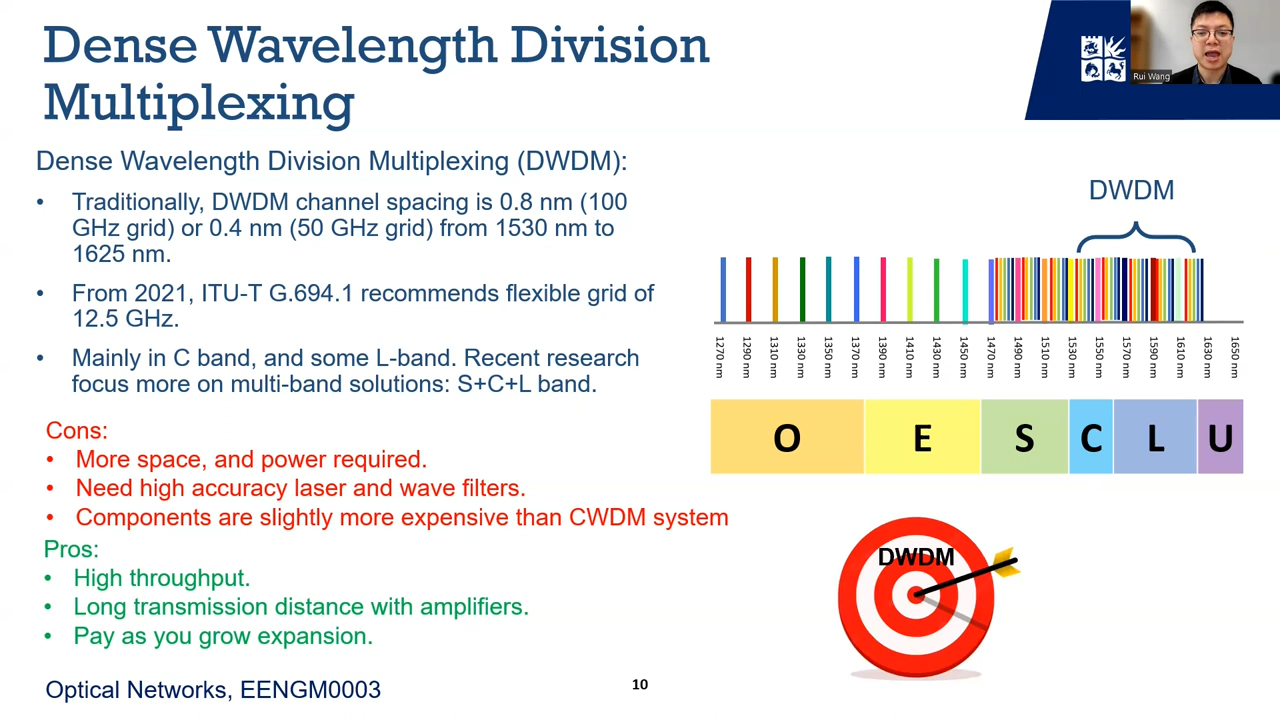 Dense Wavelength Division
Multiplexing
Rui Wang
Dense Wavelength Division Multiplexing (DWDM):
• Traditionally, DWDM channel spacing is 0.8 nm (100
GHz grid) or 0.4 nm (50 GHz grid) from 1530 nm to
1625 nm.
• From 2021, ITU-T G.694.1 recommends flexible grid of
12.5 GHz.
• Mainly in C band, and some L-band. Recent research
focus more on multi-band solutions: S+C+L band.
Cons:
• More space, and power required.
• Need high accuracy laser and wave filters.
• Components are slightly more expensive than CWDM system
Pros:
• High throughput.
• Long transmission distance with amplifiers.
• Pay as you grow expansion.
DWDM
1270 nm
1290 nm
1310 nm
1330 nm
1350 nm
1370 nm
1390 nm
1410 nm
1430 nm
1450 nm
1470 nm
1490 nm
1510 nm
1530 nm
1550 nm
1570 nm
1590 nm
1610 nm
1630 nm
1650 nm
O E S C L U
DWDM
Optical Networks, EENGM0003
10